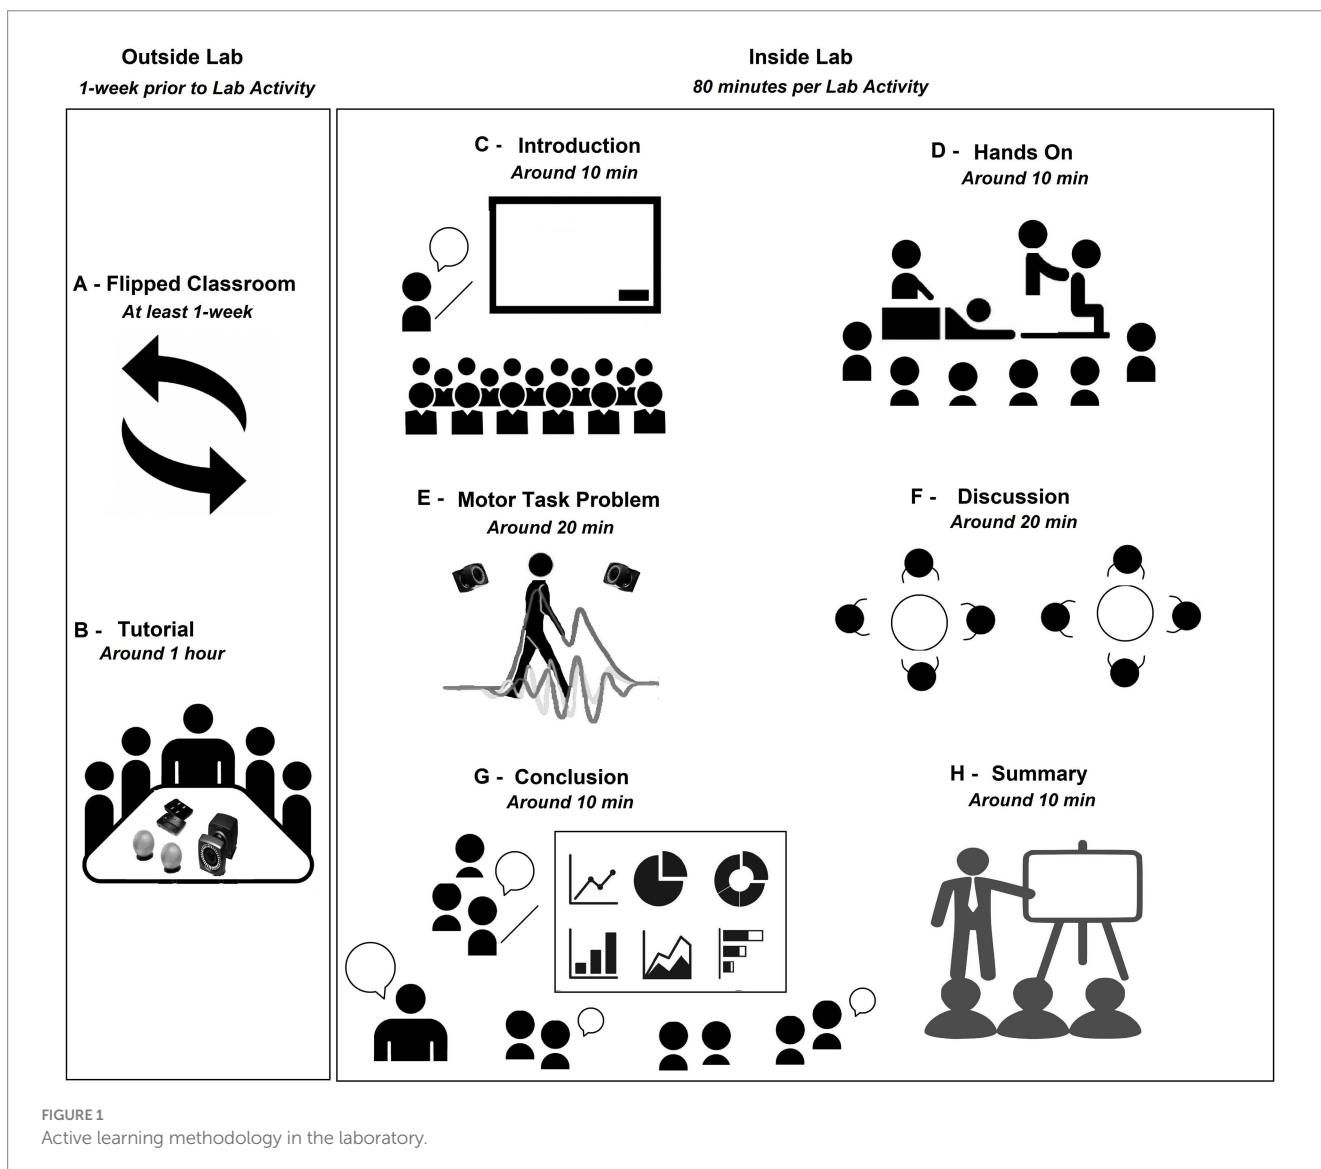 Outside Lab
1-week prior to Lab Activity
Inside Lab
80 minutes per Lab Activity
A - Flipped Classroom
At least 1-week
B - Tutorial
Around 1 hour
C - Introduction
Around 10 min
D - Hands On
Around 10 min
E - Motor Task Problem
Around 20 min
F - Discussion
Around 20 min
G - Conclusion
Around 10 min
H - Summary
Around 10 min
FIGURE 1
Active learning methodology in the laboratory.